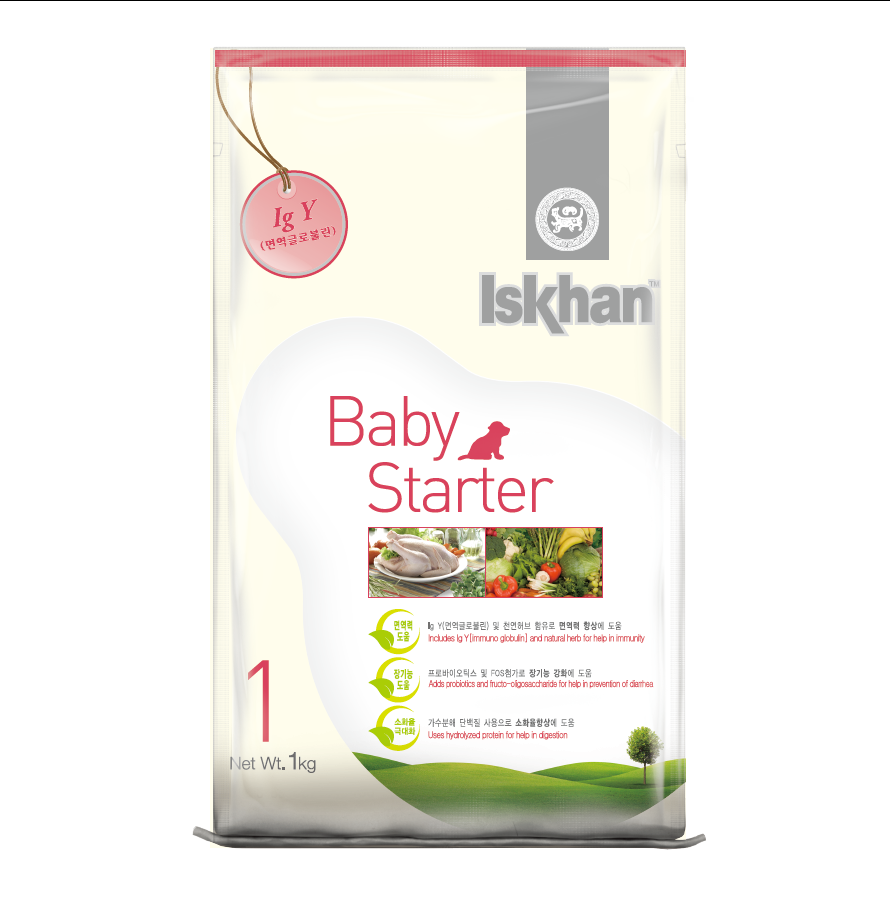 Ig Y
(면역글로불린)
Iskhan™
Baby
Starter
면역력
도움
Ig Y(면역글로불린) 및 천연허브 함유로 면역력 향상에 도움
Includes Ig Y[immuno globulin] and natural herb for help in immunity
장기능
도움
프로바이오틱스 및 FOS첨가로 장기능 강화에 도움
Adds probiotics and fructo-oligosaccharide for help in prevention of diarrhea
소화율
극대화
가수분해 단백질 사용으로 소화율향상에 도움
Uses hydrolyzed protein for help in digestion
1
Net Wt. 1kg